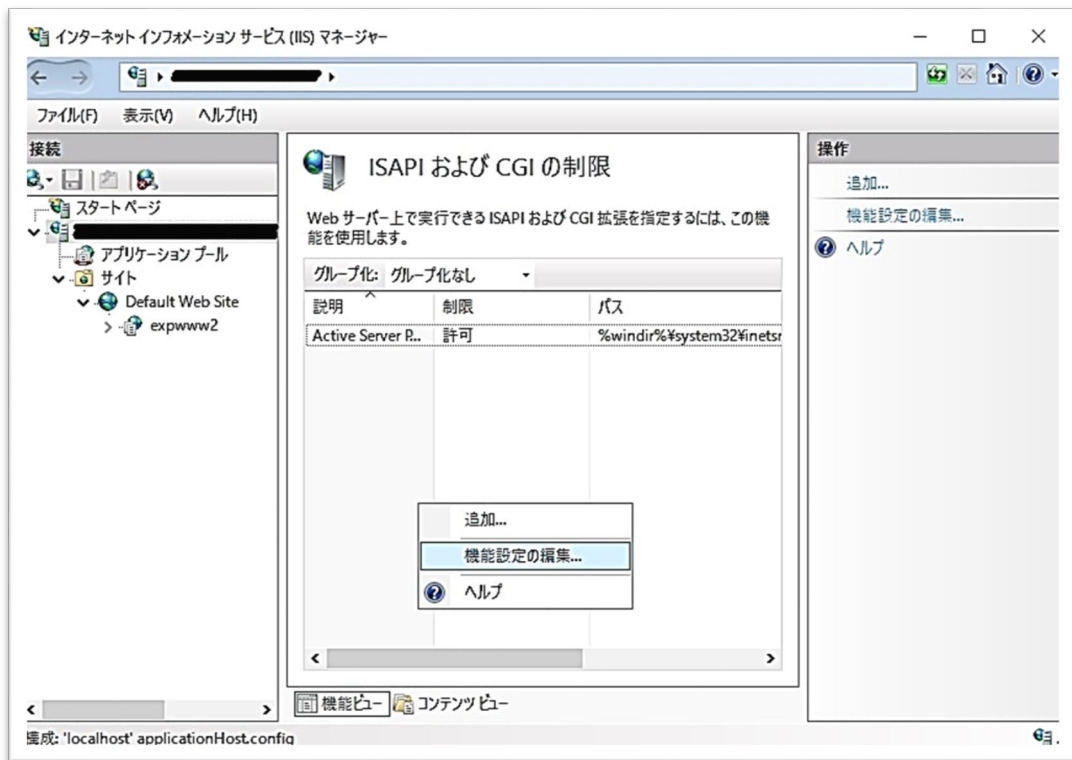 インターネット インフォメーション サービス (IIS) マネージャー
ファイル(F) 表示(V) ヘルプ(H)
接続
スタート ページ
アプリケーション プール
サイト
Default Web Site
expwww2
ISAPI および CGI の制限
Web サーバー上で実行できる ISAPI および CGI 拡張を指定するには、この機
能を使用します。
グループ化: グループ化なし
説明 制限 パス
Active Server P... 許可 %windir%¥system32¥inetsr
追加...
機能設定の編集...
ヘルプ
機能ビュー コンテンツ ビュー
操作
追加...
機能設定の編集...
ヘルプ
構成: 'localhost' applicationHost.config